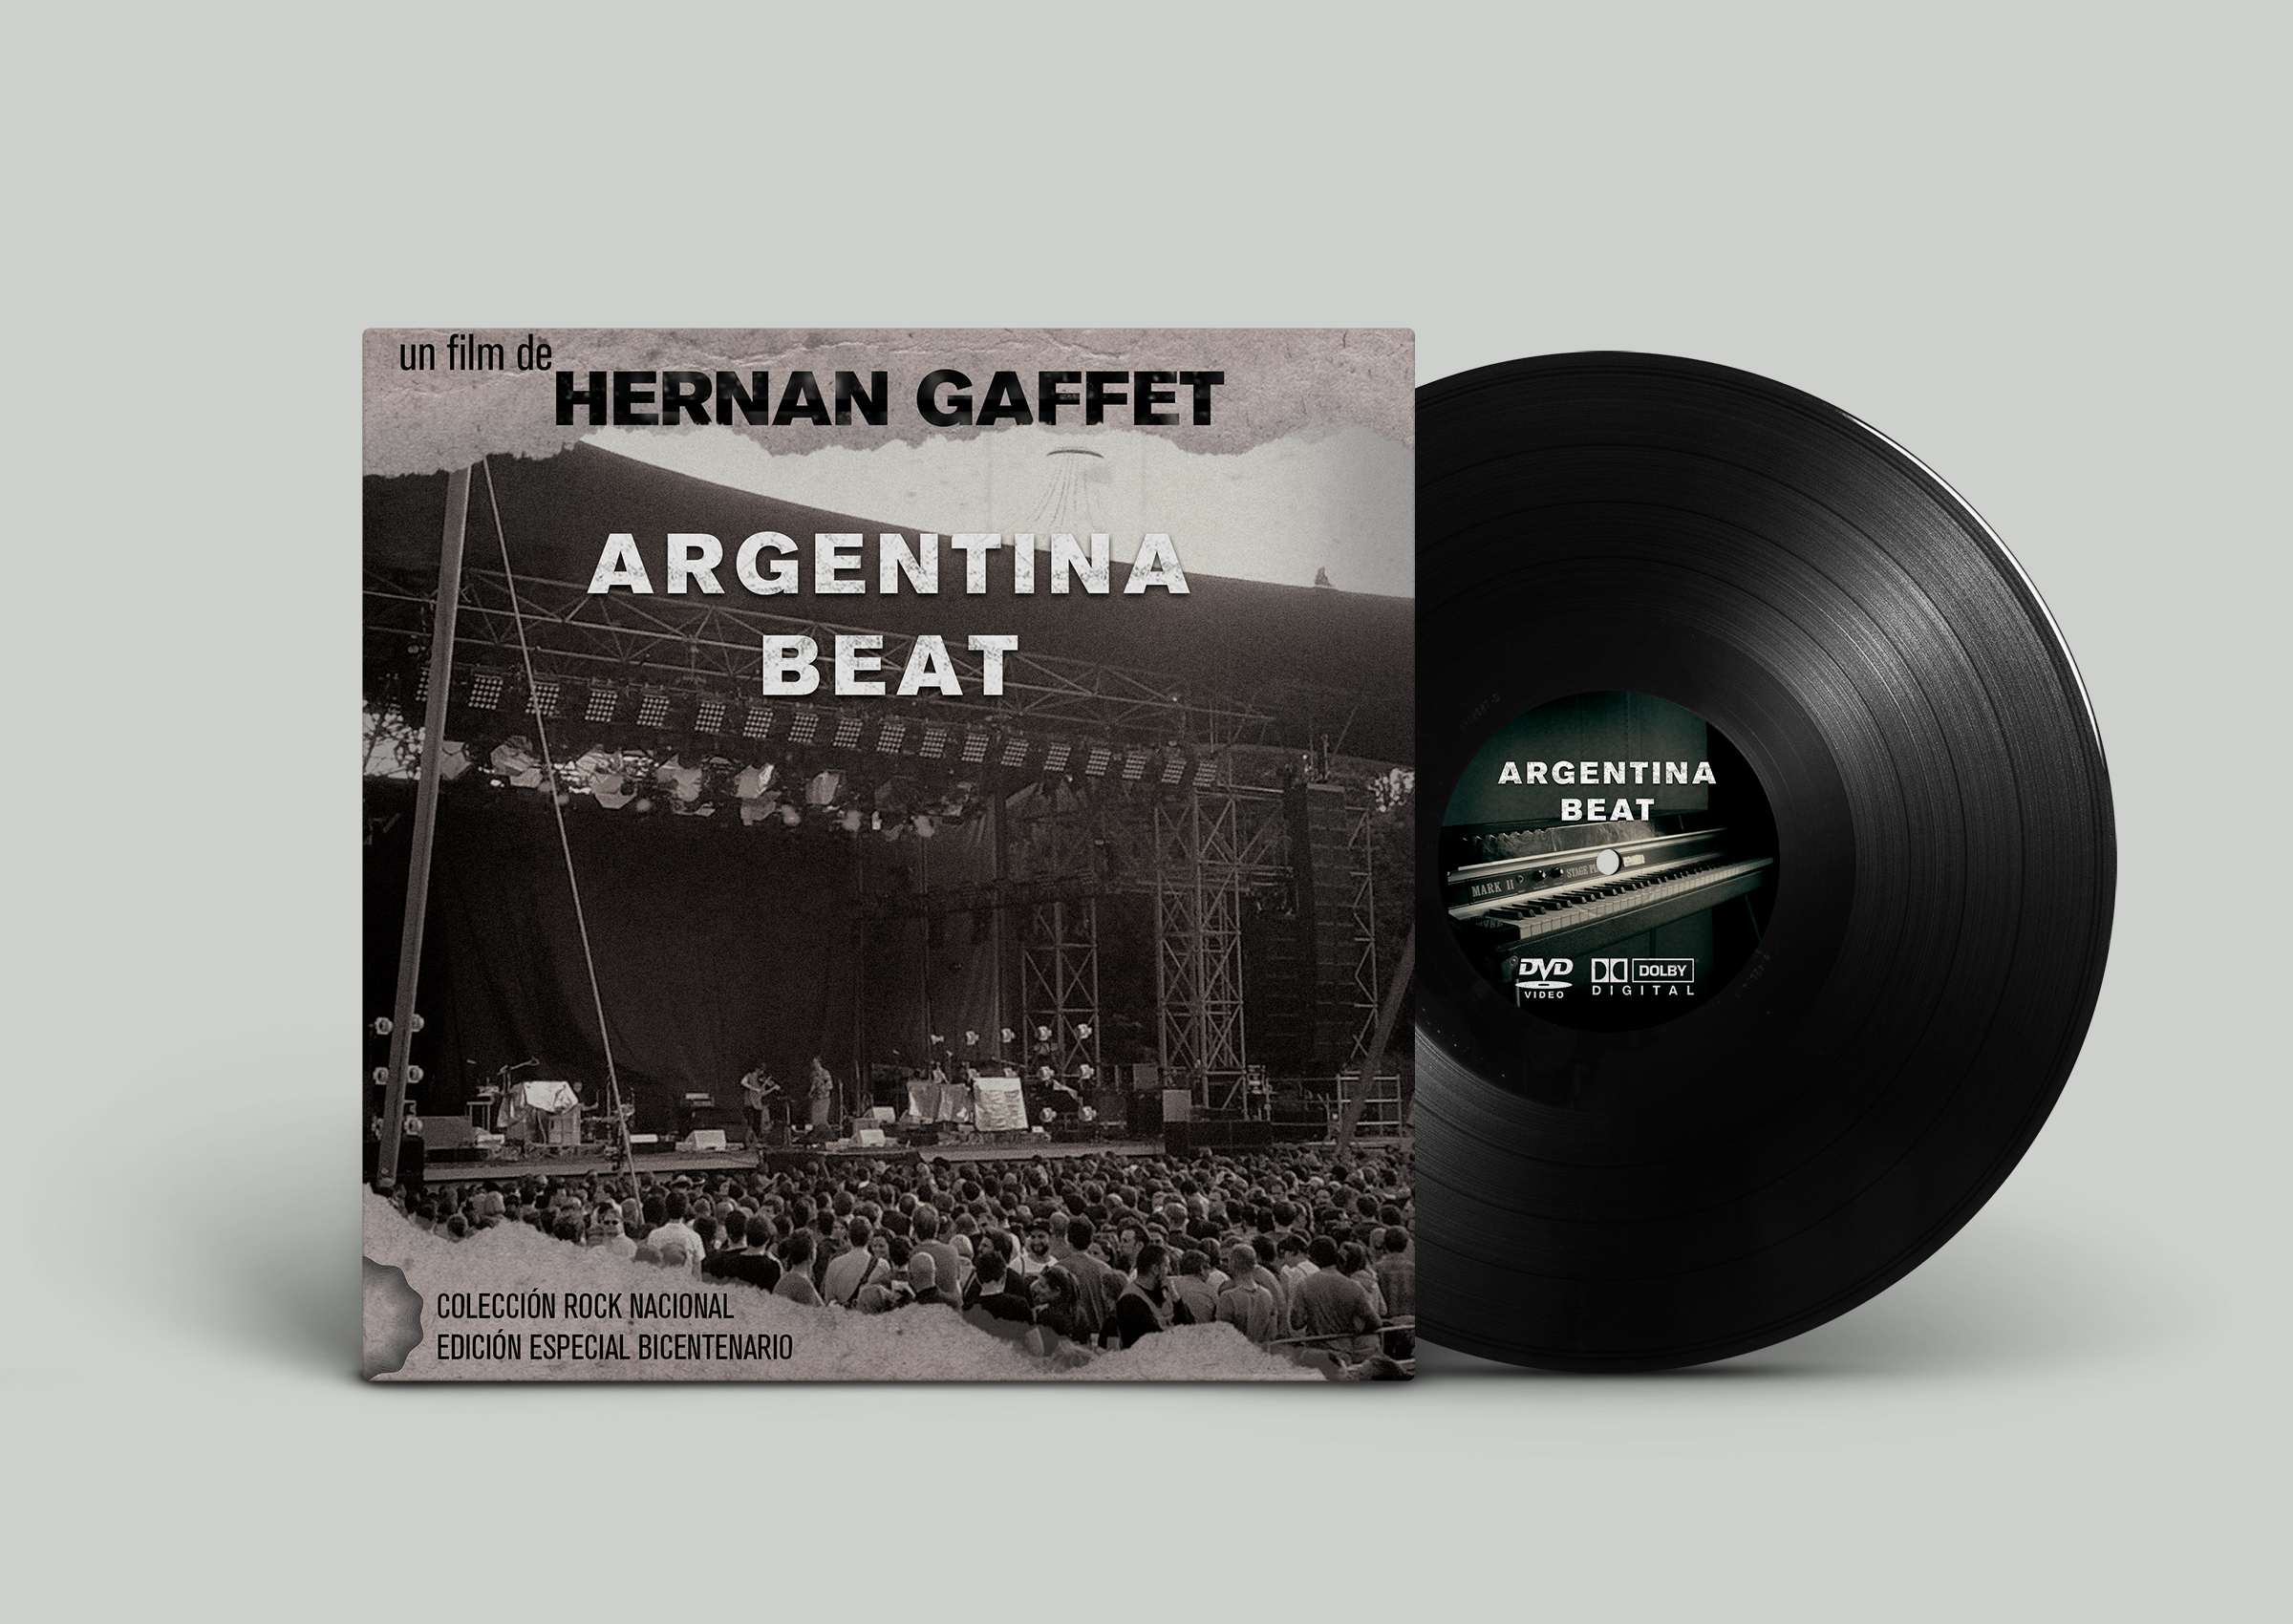 un film de
HERNAN GAFFET
ARGENTINA
BEAT
COLECCIÓN ROCK NACIONAL
EDICIÓN ESPECIAL BICENTENARIO
ARGENTINA
BEAT
MARK II
STAGE
DVD
VIDEO
DOLBY
DIGITAL